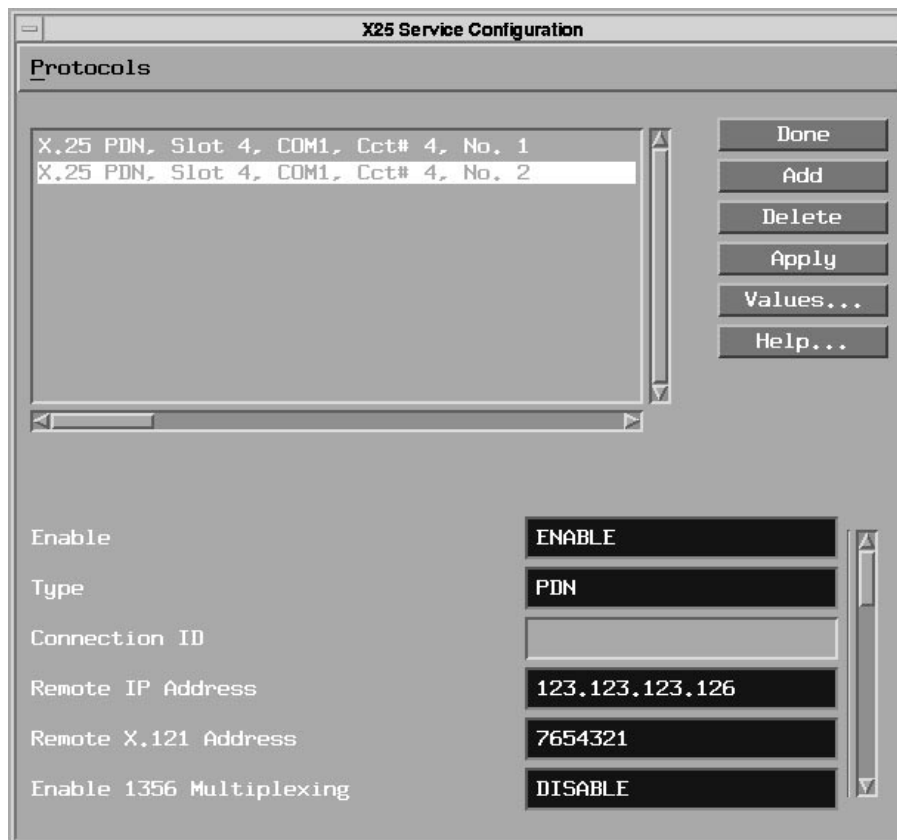 X25 Service Configuration
Protocols
X.25 PDN, Slot 4, COM1, Cct# 4, No. 1
X.25 PDN, Slot 4, COM1, Cct# 4, No. 2
Done
Add
Delete
Apply
Values...
Help...
Enable ENABLE
Type PDN
Connection ID
Remote IP Address 123.123.123.126
Remote X.121 Address 7654321
Enable 1356 Multiplexing DISABLE